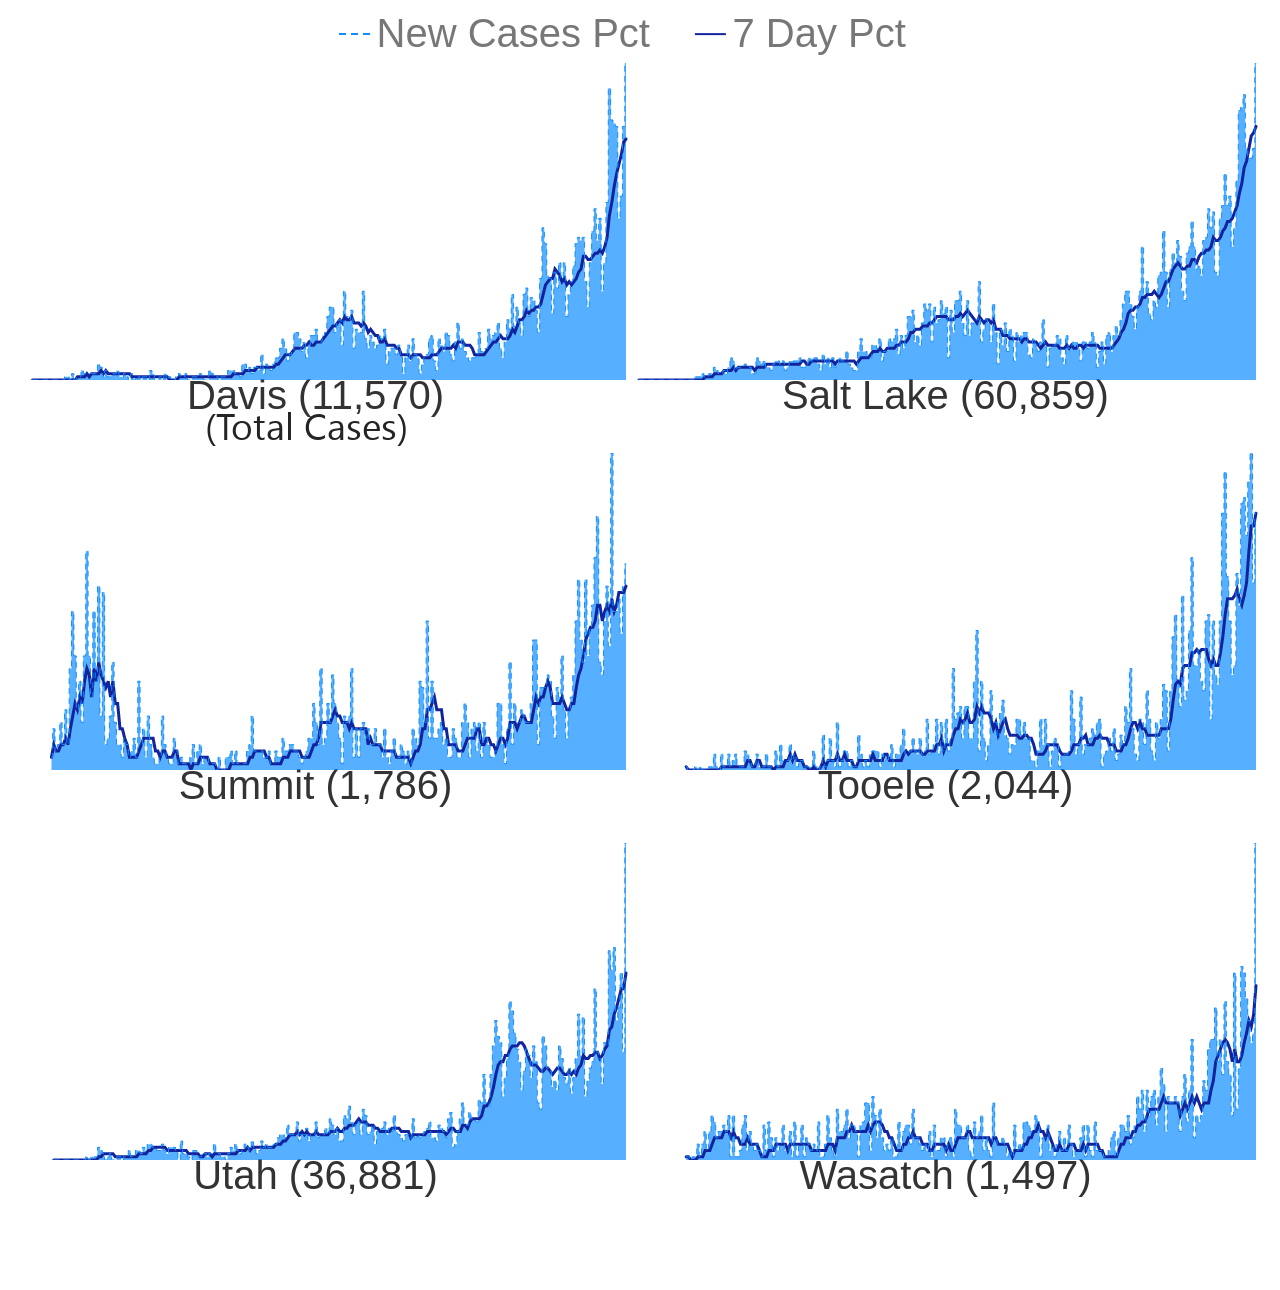 New Cases Pct 7 Day Pct
Davis (11,570) Salt Lake (60,859)
(Total Cases)
Summit (1,786) Tooele (2,044)
Utah (36,881) Wasatch (1,497)